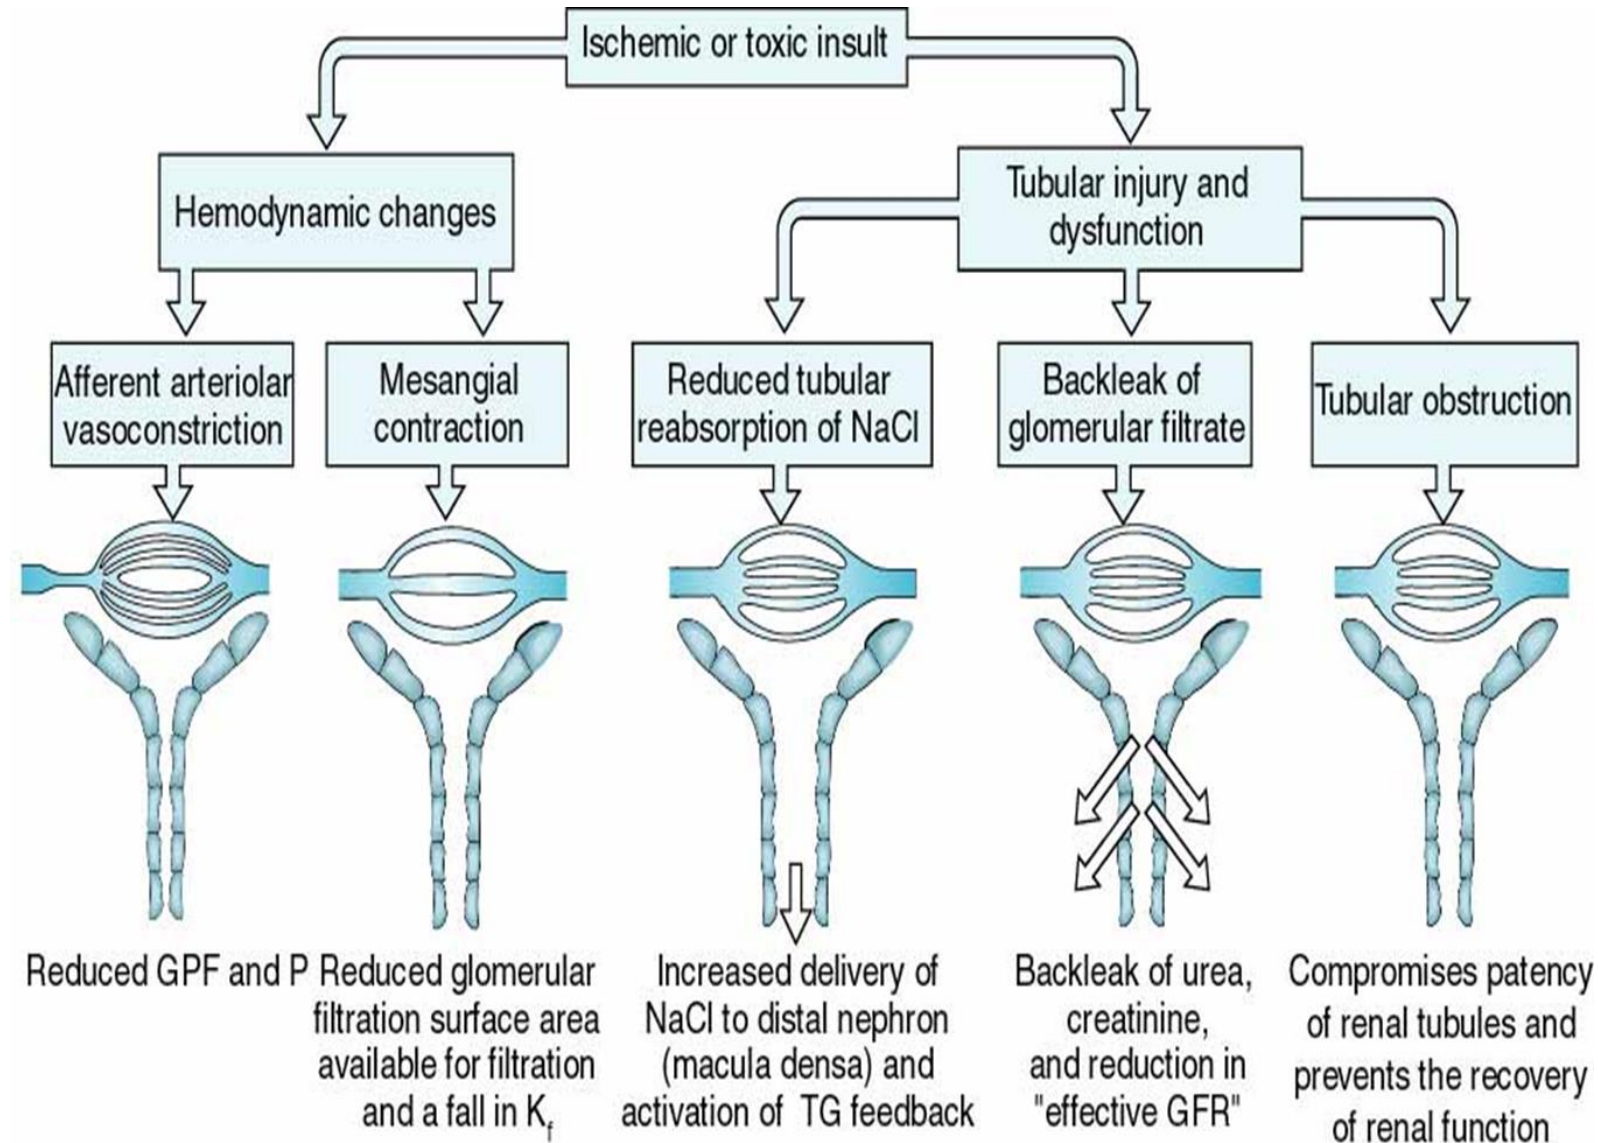 Ischemic or toxic insult
Hemodynamic changes
Tubular injury and
dysfunction
Afferent arteriolar
vasoconstriction
Mesangial
contraction
Reduced tubular
reabsorption of NaCl
Backleak of
glomerular filtrate
Tubular obstruction
Reduced GPF and P
Reduced glomerular
filtration surface area
available for filtration
and a fall in Kf
Increased delivery of
NaCl to distal nephron
(macula densa) and
activation of TG feedback
Backleak of urea,
creatinine,
and reduction in
"effective GFR"
Compromises patency
of renal tubules and
prevents the recovery
of renal function